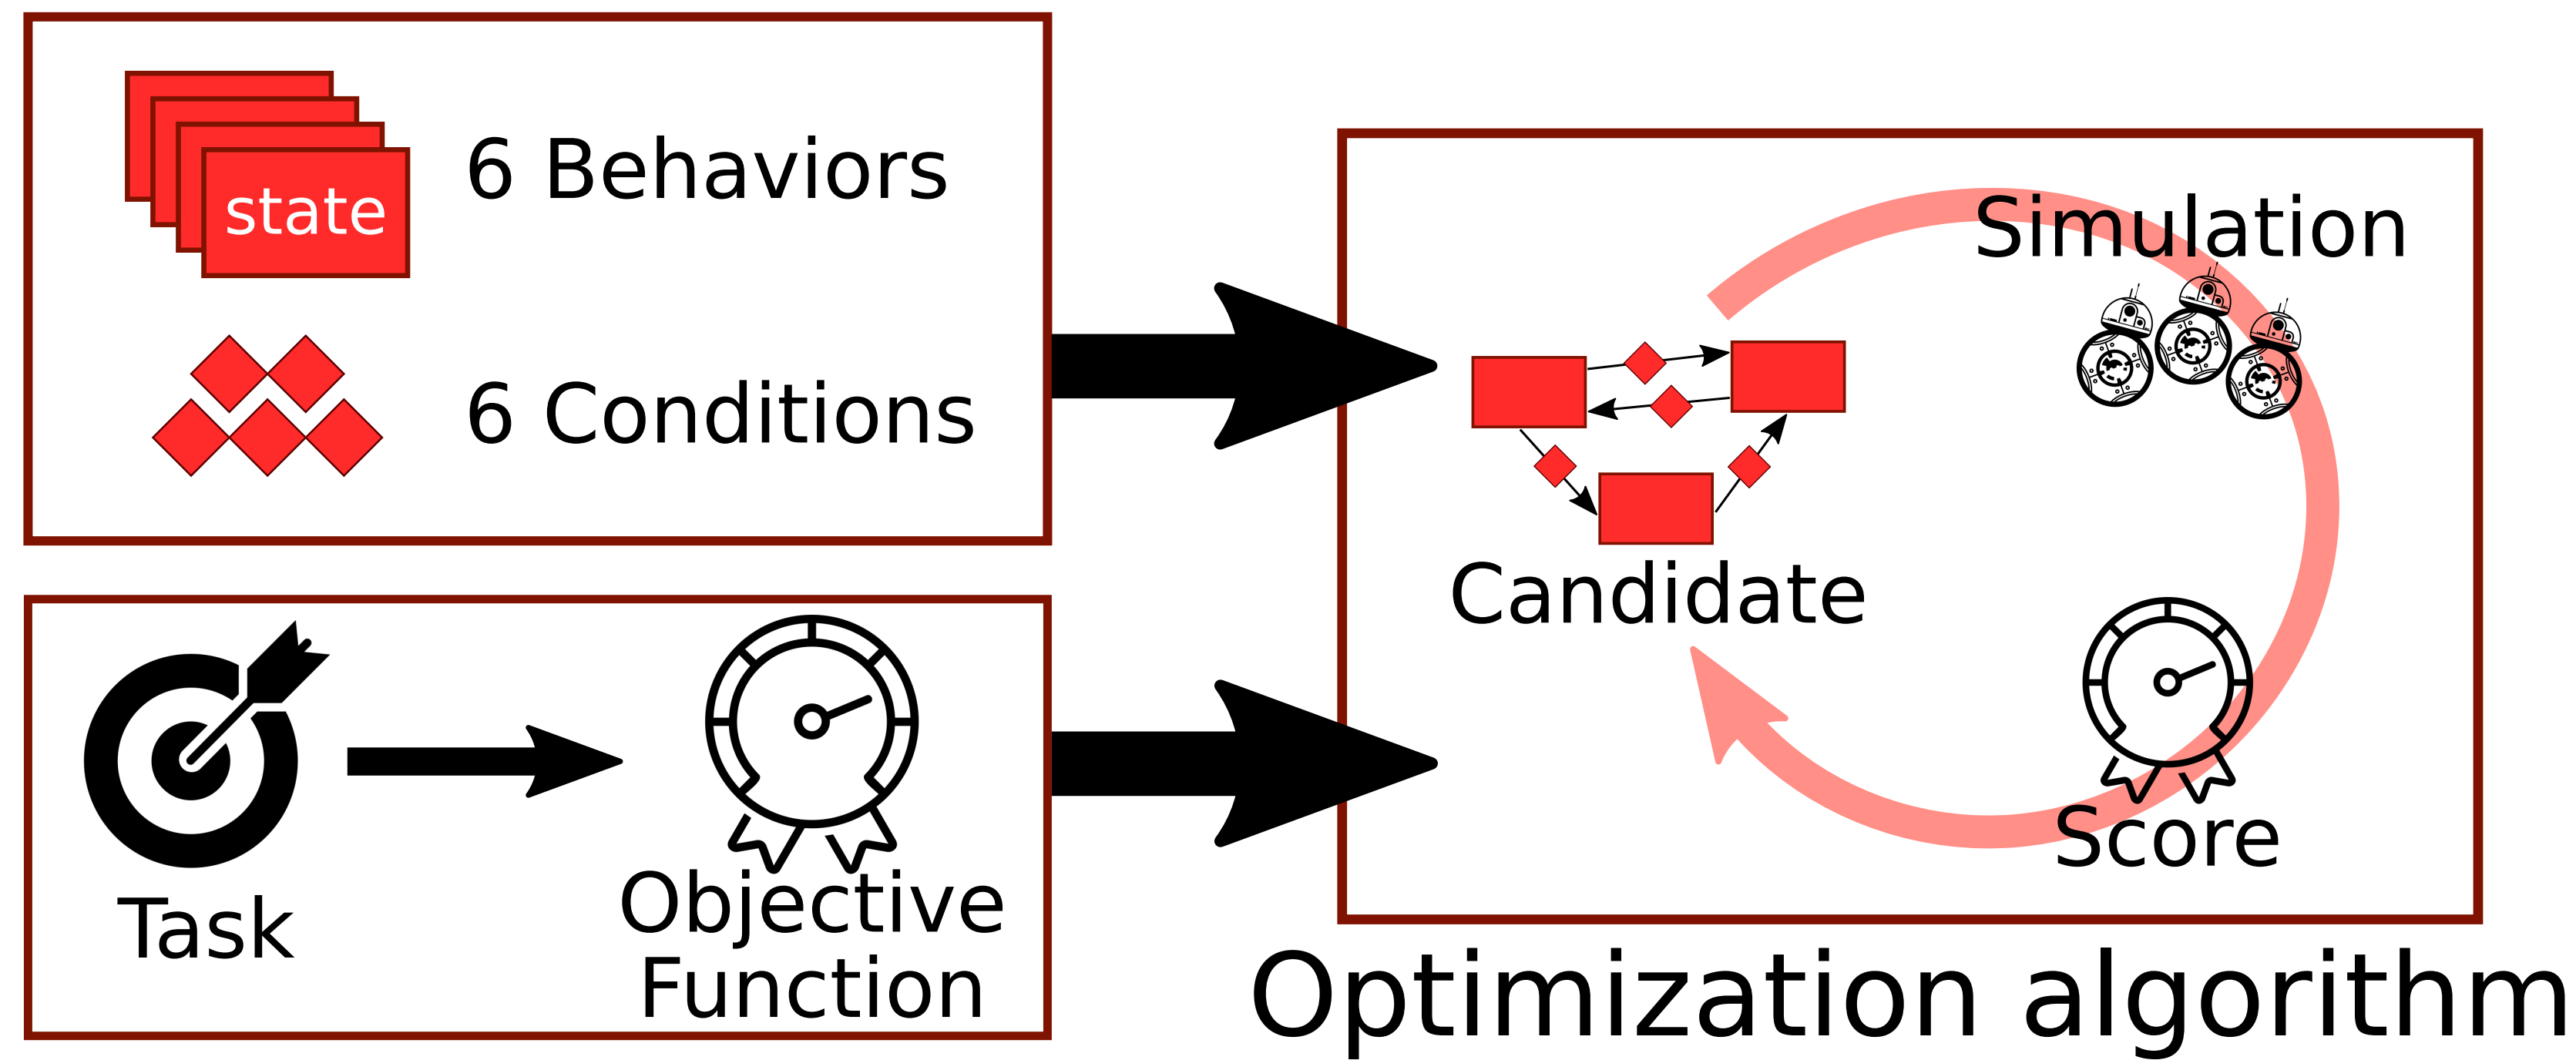 state
6 Behaviors
6 Conditions
Task
Objective
Function
Simulation
Candidate
Score
Optimization algorithm